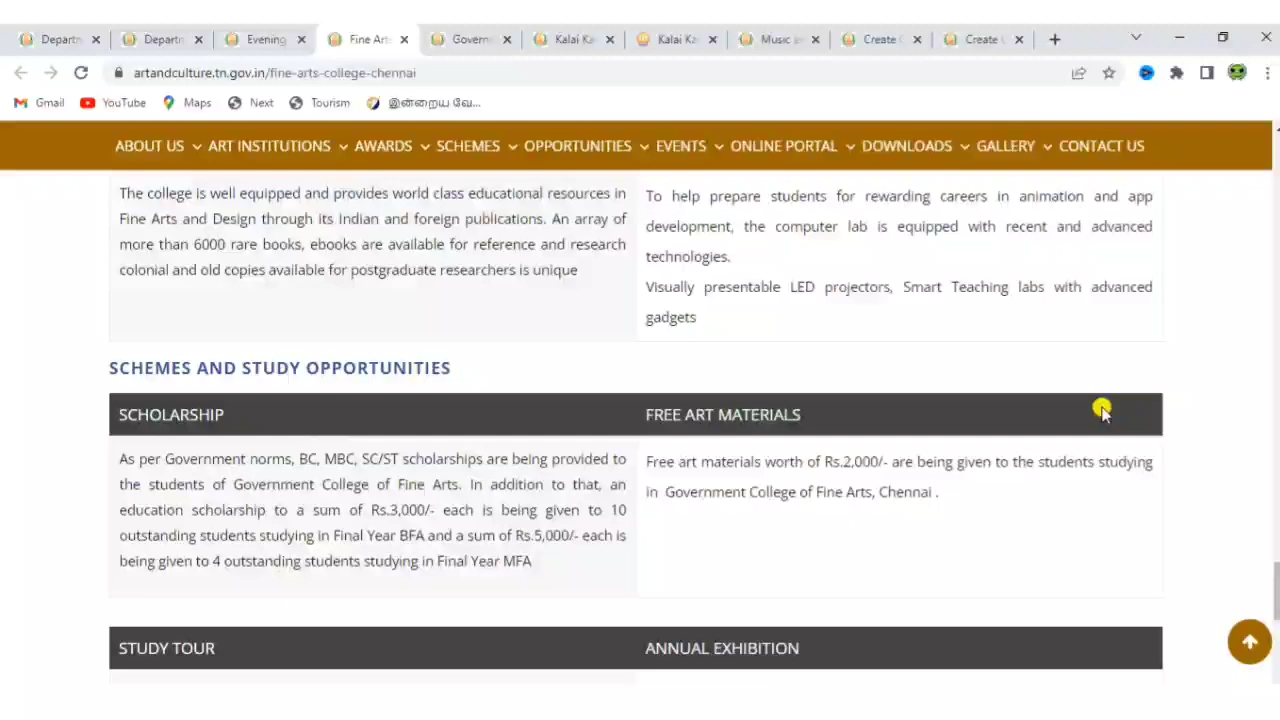 Departm
Departm
Evening
Fine Art
Governm
Kalai Ka
Kalai Ka
Music a
Create
Create
artandculture.tn.gov.in/fine-arts-college-chennai
Gmail YouTube Maps Next Tourism இன்றைய வே...
ABOUT US ART INSTITUTIONS AWARDS SCHEMES OPPORTUNITIES EVENTS ONLINE PORTAL DOWNLOADS GALLERY CONTACT US
The college is well equipped and provides world class educational resources in
Fine Arts and Design through its Indian and foreign publications. An array of
more than 6000 rare books, ebooks are available for reference and research
colonial and old copies available for postgraduate researchers is unique
To help prepare students for rewarding careers in animation and app
development, the computer lab is equipped with recent and advanced
technologies.
Visually presentable LED projectors, Smart Teaching labs with advanced
gadgets
SCHEMES AND STUDY OPPORTUNITIES
SCHOLARSHIP
As per Government norms, BC, MBC, SC/ST scholarships are being provided to
the students of Government College of Fine Arts. In addition to that, an
education scholarship to a sum of Rs.3,000/- each is being given to 10
outstanding students studying in Final Year BFA and a sum of Rs.5,000/- each is
being given to 4 outstanding students studying in Final Year MFA
FREE ART MATERIALS
Free art materials worth of Rs.2,000/- are being given to the students studying
in Government College of Fine Arts, Chennai .
STUDY TOUR
ANNUAL EXHIBITION